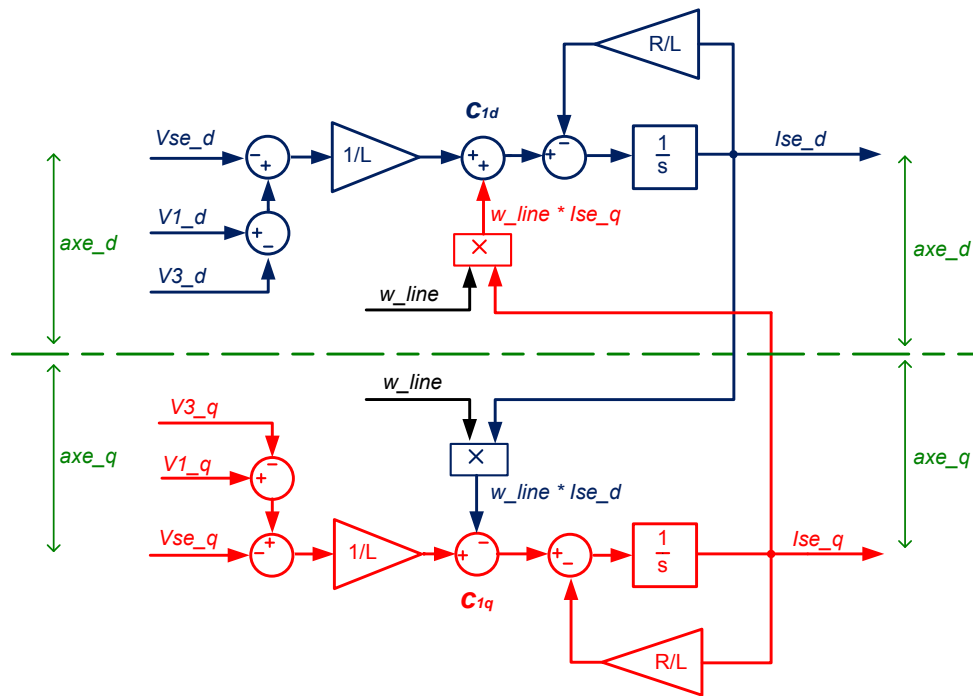 R/L
C1d
Vse_d
- +
1/L
+ +
+ -
1
s
Ise_d
V1_d
+ -
w_line * Ise_q
axe_d
axe_d
×
V3_d
w_line
w_line
V3_q
axe_q
axe_q
-
V1_q
+
×
w_line * Ise_d
Vse_q
- +
1/L
+ -
+ -
1
s
Ise_q
C1q
R/L